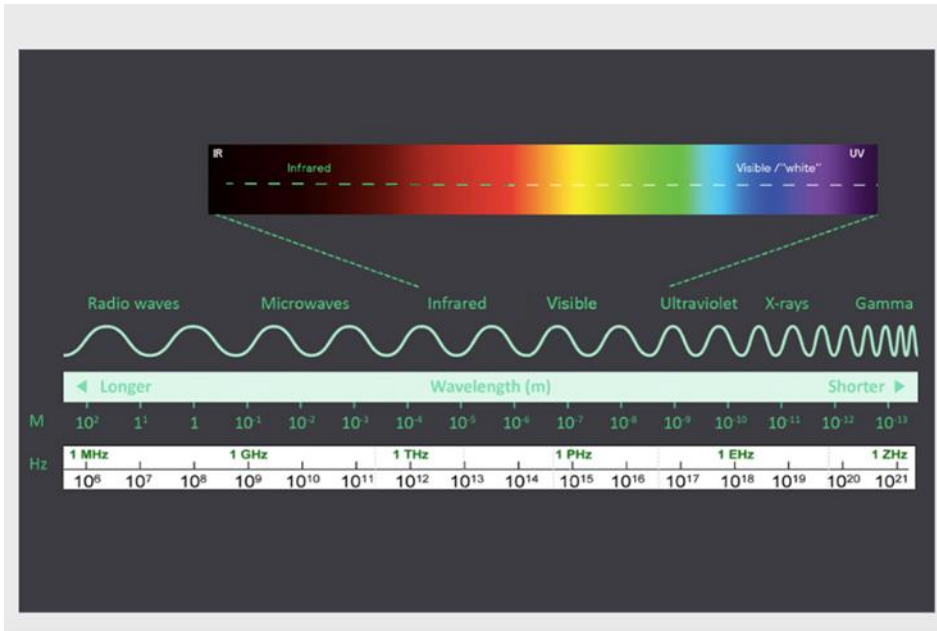 IR UV
Infrared Visible /"white"
Radio waves Microwaves Infrared Visible Ultraviolet X-rays Gamma
◄ Longer Wavelength (m) Shorter ►
M 10² 1¹ 1 10⁻¹ 10⁻² 10⁻³ 10⁻⁴ 10⁻⁵ 10⁻⁶ 10⁻⁷ 10⁻⁸ 10⁻⁹ 10⁻¹⁰ 10⁻¹¹ 10⁻¹² 10⁻¹³
Hz 1 MHz 1 GHz 1 THz 1 PHz 1 EHz 1 ZHz
10⁶ 10⁷ 10⁸ 10⁹ 10¹⁰ 10¹¹ 10¹² 10¹³ 10¹⁴ 10¹⁵ 10¹⁶ 10¹⁷ 10¹⁸ 10¹⁹ 10²⁰ 10²¹